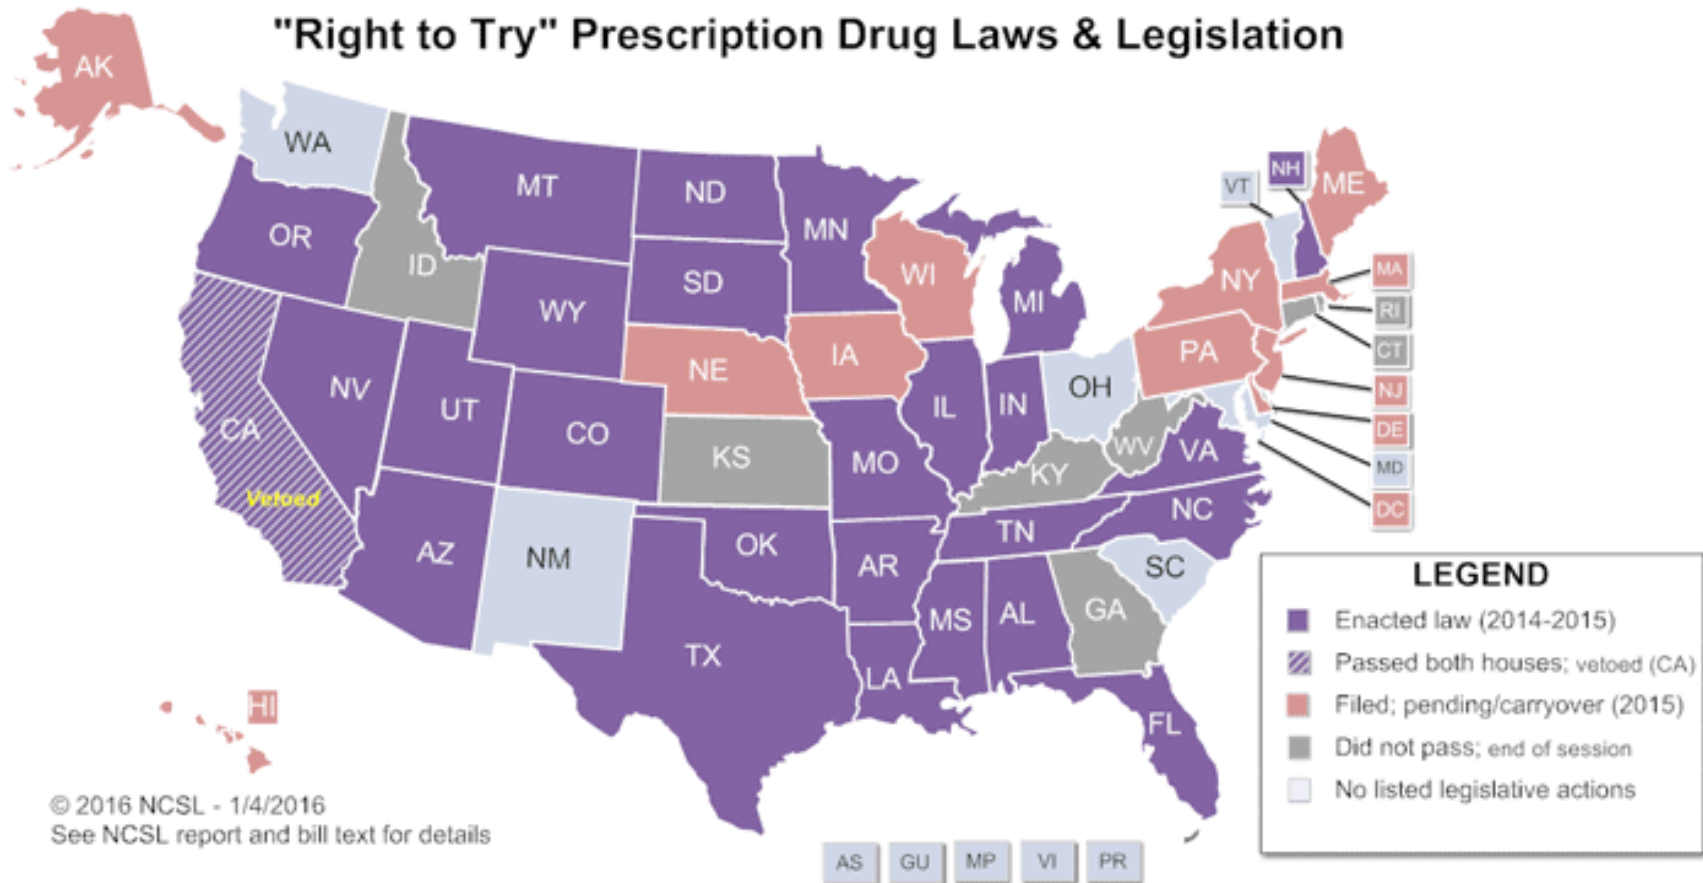 "Right to Try" Prescription Drug Laws & Legislation
AK
WA
MT
ND
MN
VT
NH
ME
OR
ID
WY
SD
WI
MI
NY
MA
RI
CT
NJ
DE
MD
DC
CA
Vetoed
NV
UT
CO
NE
IA
IL
IN
OH
PA
KS
MO
KY
WV
VA
AZ
NM
OK
AR
TN
NC
SC
TX
LA
MS
AL
GA
FL
HI
LEGEND
Enacted law (2014-2015)
Passed both houses; vetoed (CA)
Filed; pending/carryover (2015)
Did not pass; end of session
No listed legislative actions
© 2016 NCSL - 1/4/2016
See NCSL report and bill text for details
AS
GU
MP
VI
PR